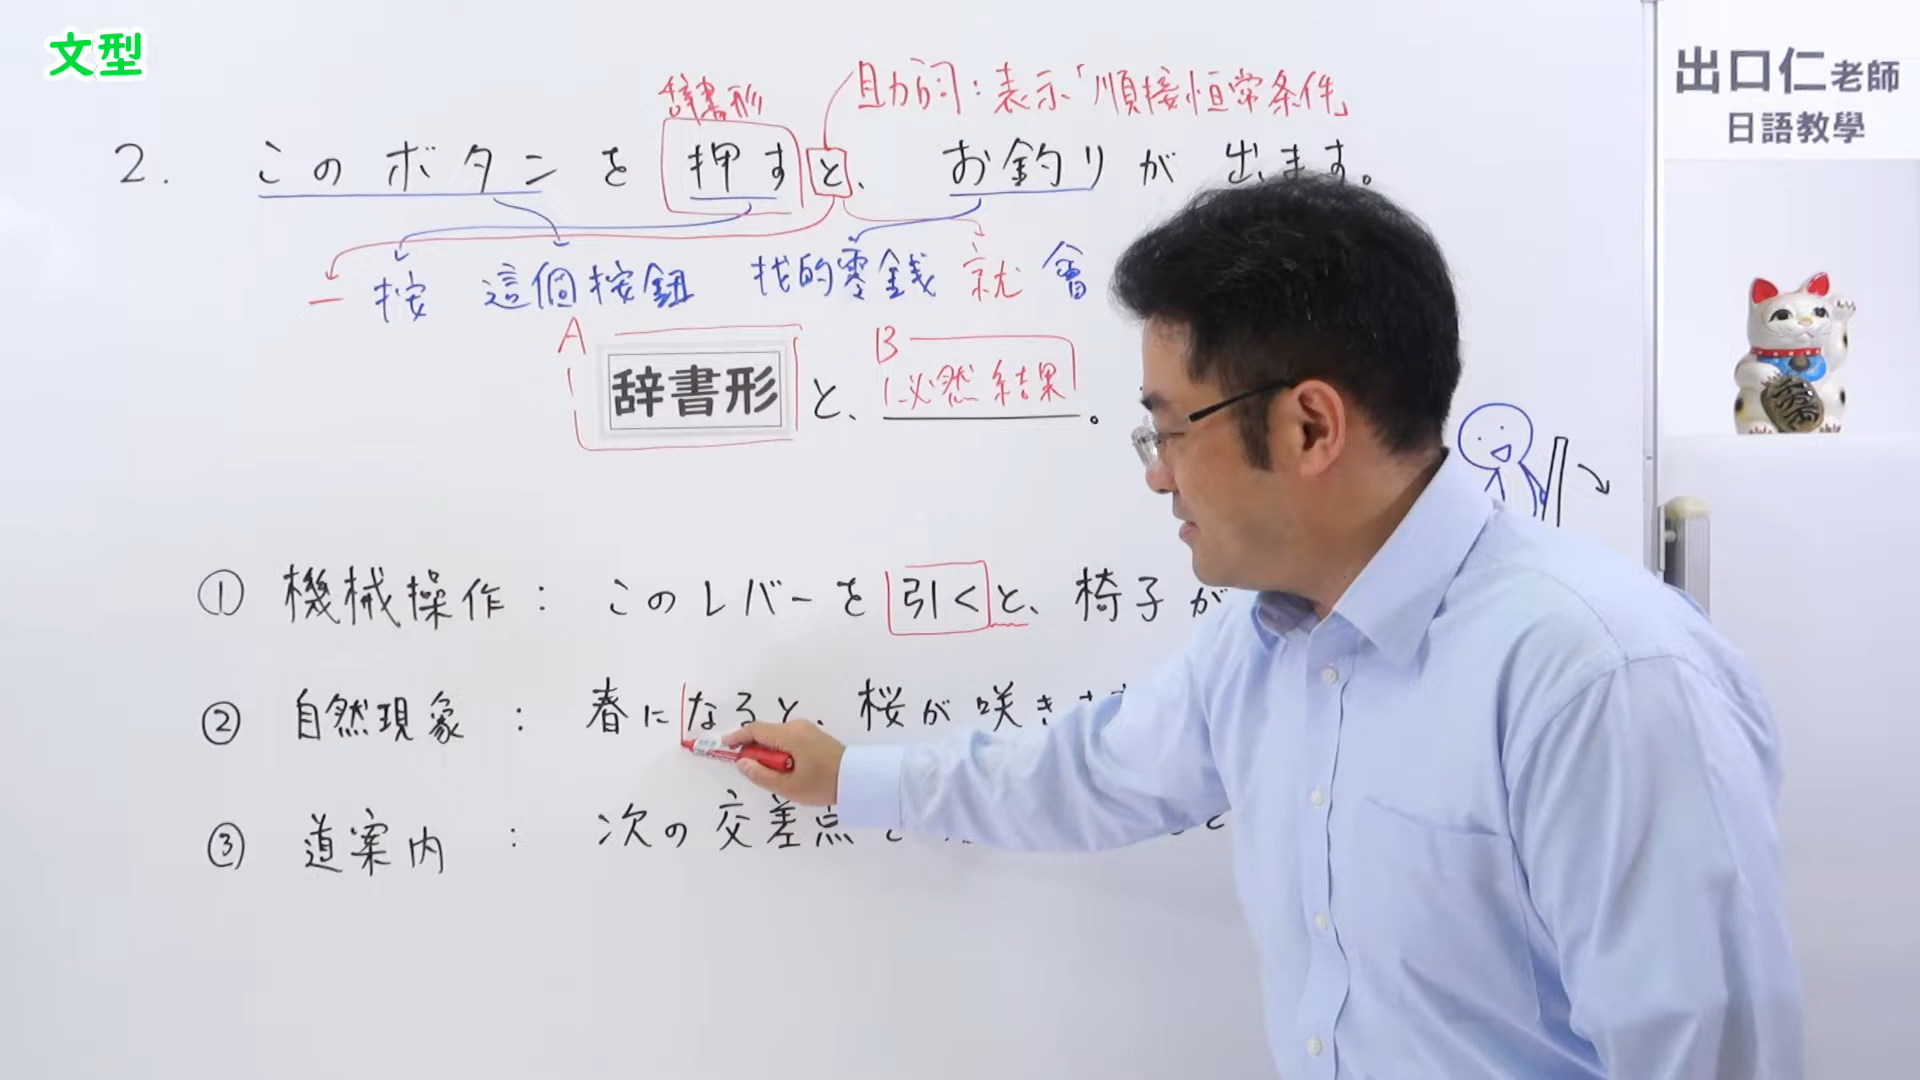 文型
出口仁老師
日語教學
辞書形 助詞:表示「順接恒常条件」
2. このボタンを押すと、お釣りが出ます。
一按 這個按鈕 找的零錢 就 會
A B
辞書形 と、必然結果。
① 機械操作: このレバーを引くと、椅子が
② 自然現象: 春になると、桜が咲き
③ 道案内: 次の交差点